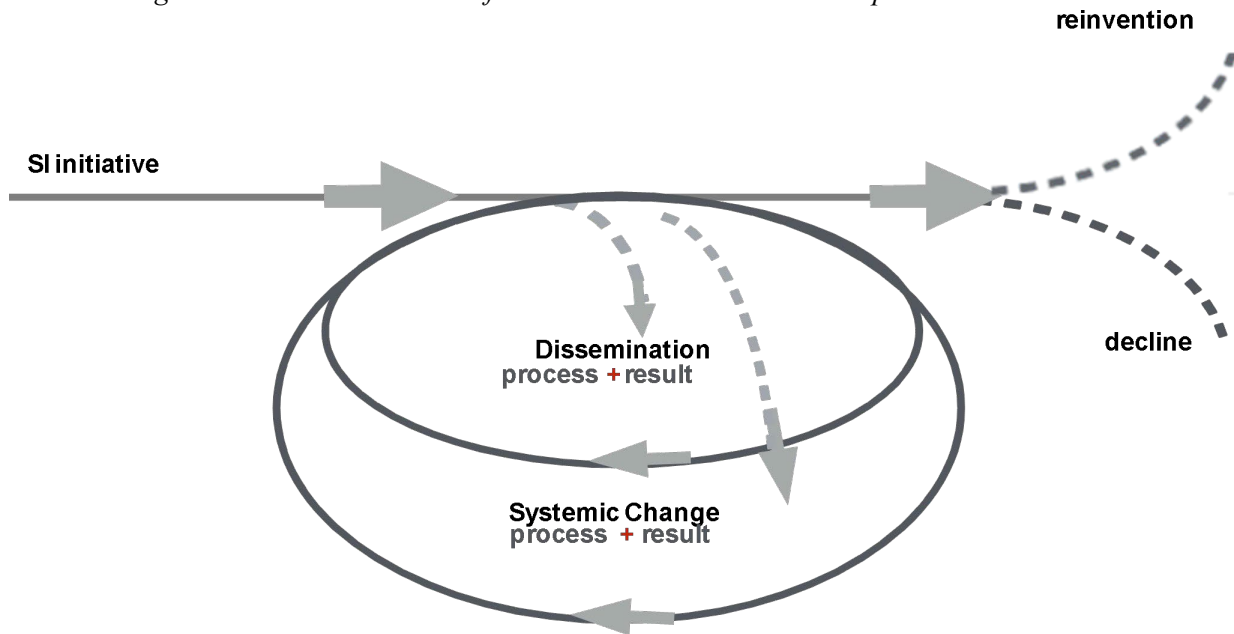 reinvention
SI initiative
decline
Dissemination
process + result
Systemic Change
process + result